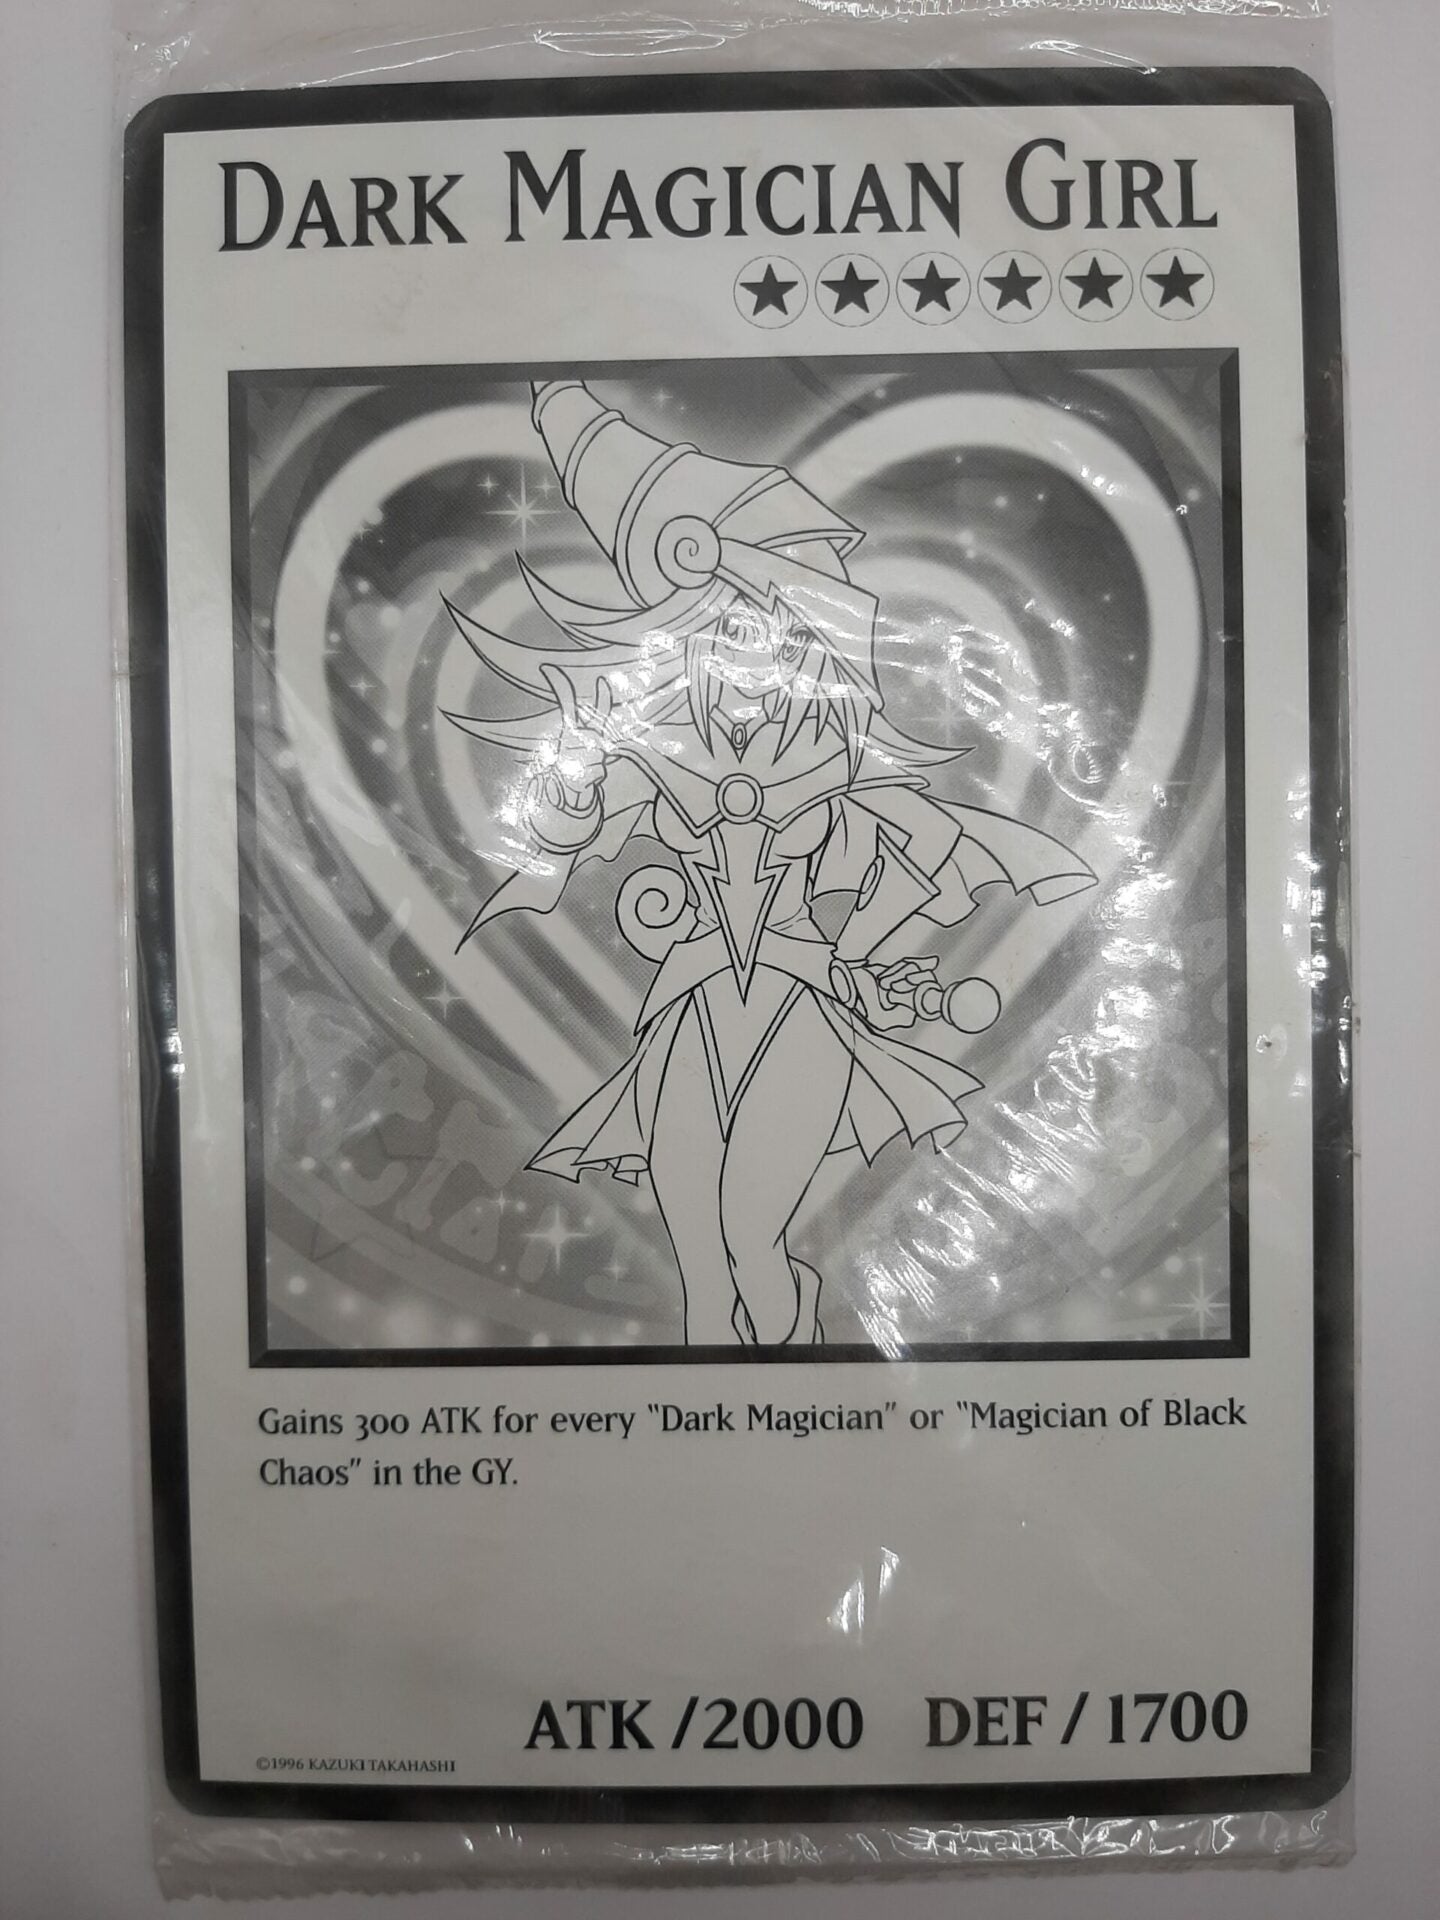 DARK MAGICIAN GIRL
Gains 300 ATK for every "Dark Magician" or "Magician of Black
Chaos" in the GY.
ATK /2000 DEF / 1700
©1996 KAZUKI TAKAHASHI